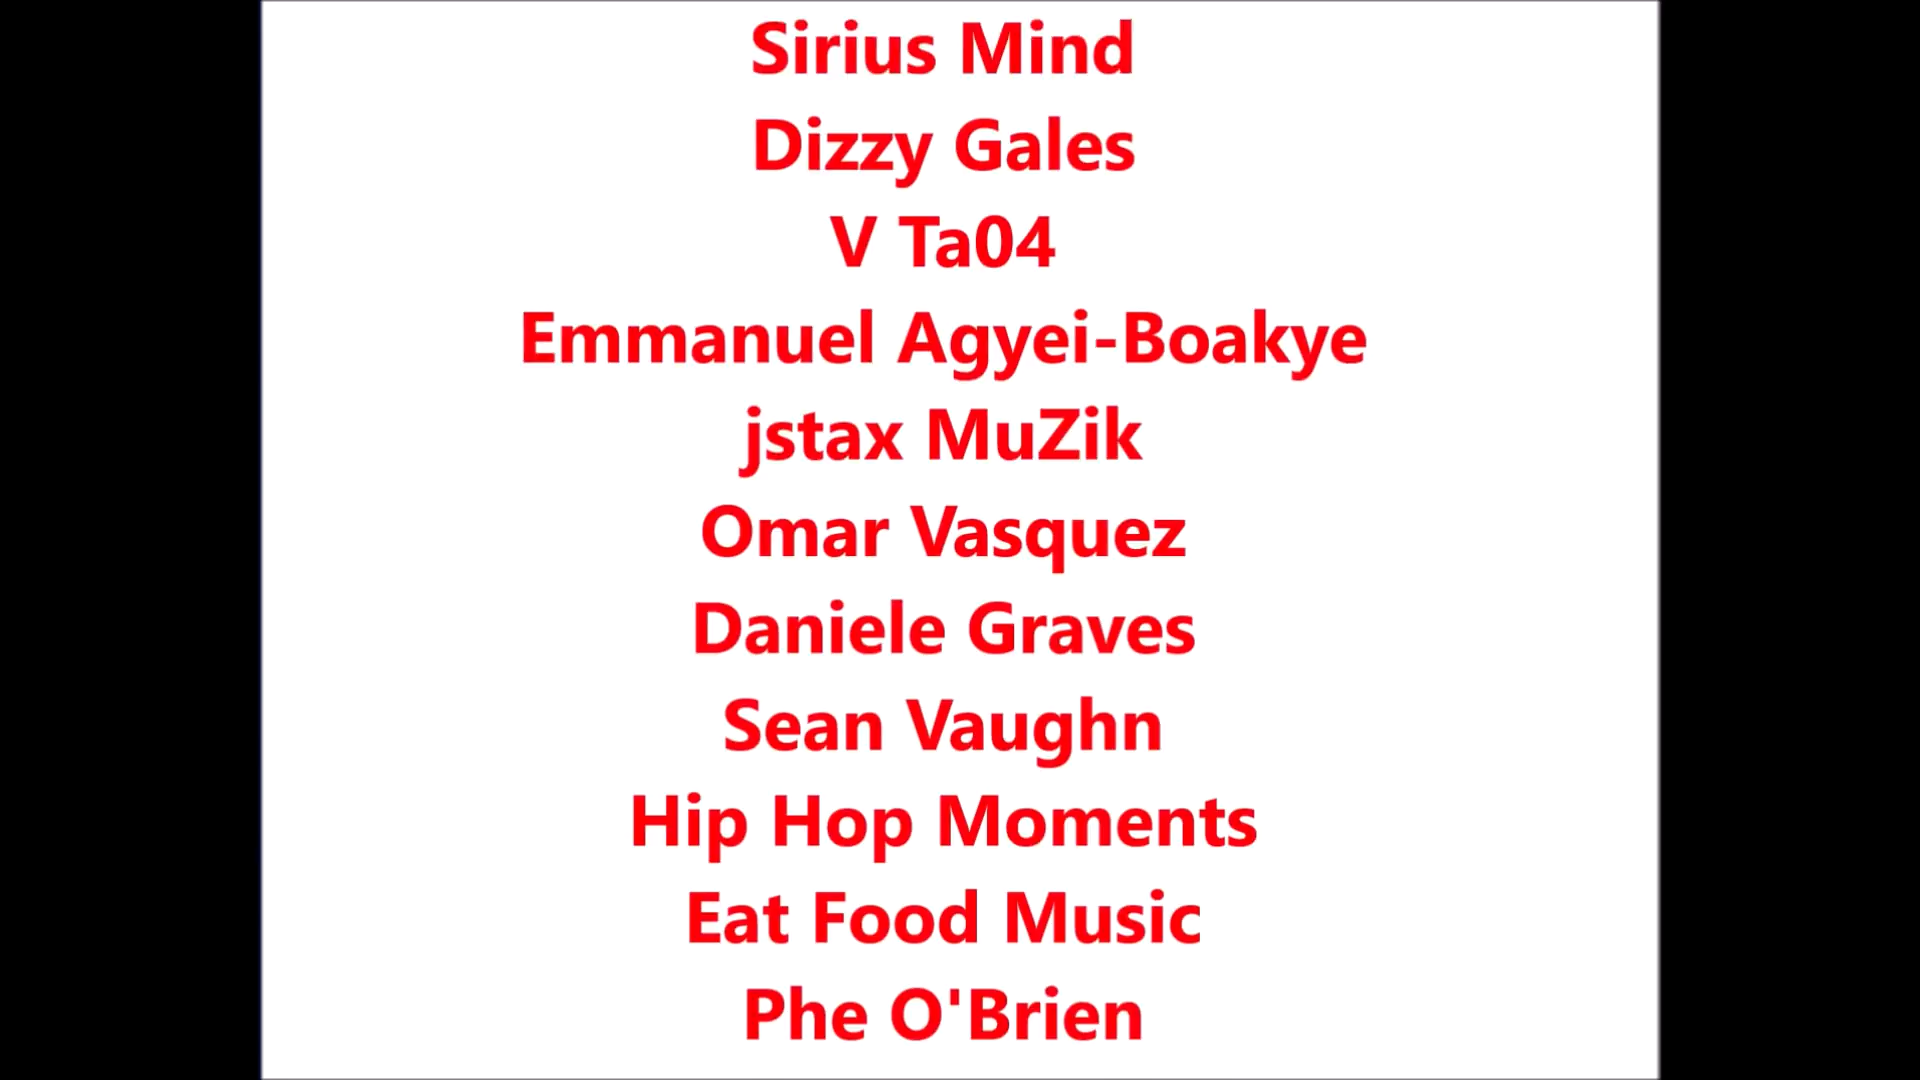 Sirius Mind
Dizzy Gales
V Ta04
Emmanuel Agyei-Boakye
jstax MuZik
Omar Vasquez
Daniele Graves
Sean Vaughn
Hip Hop Moments
Eat Food Music
Phe O'Brien